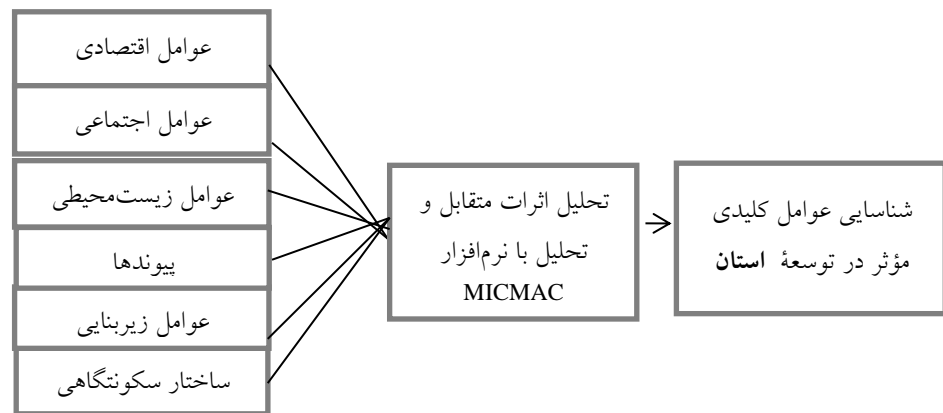 عوامل اقتصادی
عوامل اجتماعی
عوامل زیست‌محیطی
پیوندها
عوامل زیربنایی
ساختار سکونتگاهی
تحلیل اثرات متقابل و
تحلیل با نرم‌افزار
MICMAC
شناسایی عوامل کلیدی
مؤثر در توسعۀ استان